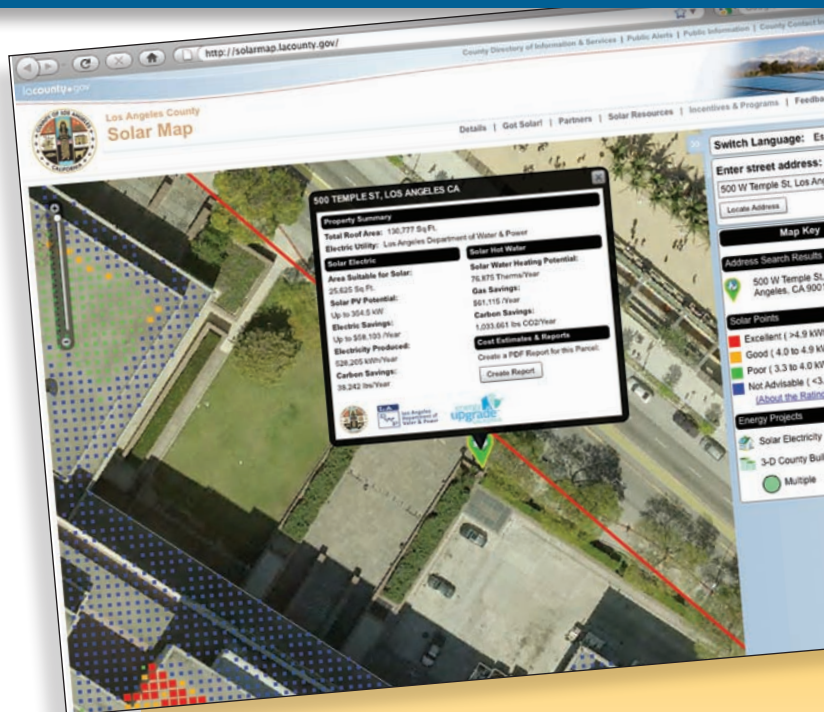 http://solarmap.lacounty.gov/
lacounty.gov
County Directory of Information & Services | Public Alerts | Public Information | County Contact
Los Angeles County
Solar Map
Details | Got Solar! | Partners | Solar Resources | Incentives & Programs | Feedba
Switch Language: Es
Enter street address:
500 W Temple St, Los Ang
Locate Address
Map Key
Address Search Results
500 W Temple St,
Angeles, CA 9001
Solar Points
Excellent ( >4.9 kWh
Good ( 4.0 to 4.9 kW
Poor ( 3.3 to 4.0 kW
Not Advisable ( <3.
(About the Rating
Energy Projects
Solar Electricity
3-D County Buil
Multiple
500 TEMPLE ST, LOS ANGELES CA
Property Summary
Total Roof Area: 130,777 Sq Ft.
Electric Utility: Los Angeles Department of Water & Power
Solar Electric
Area Suitable for Solar:
25,625 Sq Ft.
Solar PV Potential:
Up to 304.5 kW
Electric Savings:
Up to $58,103 /Year
Electricity Produced:
528,205 kWh/Year
Carbon Savings:
39,242 lbs/Year
Solar Hot Water
Solar Water Heating Potential:
76,875 Therms/Year
Gas Savings:
$61,115 /Year
Carbon Savings:
1,033,661 lbs CO2/Year
Cost Estimates & Reports
Create a PDF Report for this Parcel:
Create Report
Los Angeles
Department of
Water & Power
energy
upgrade